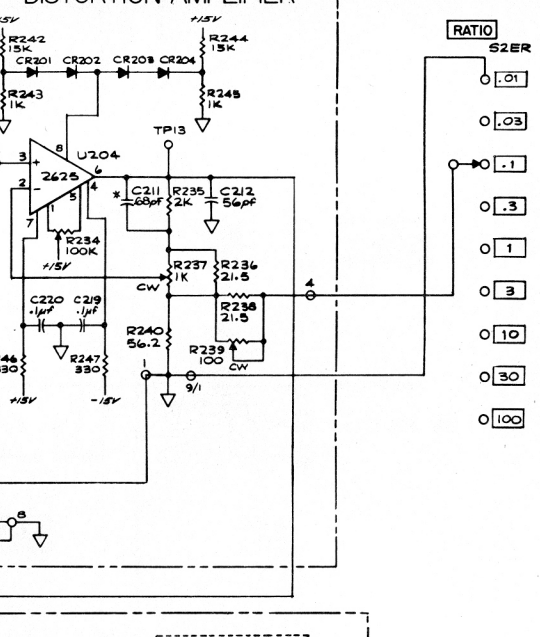 DISTORTION AMPLIFIER
+15V
R242
15K
R244
15K
CR201
CR202
CR203
CR204
R243
1K
R245
1K
RATIO
S2ER
.01
.03
.1
.3
1
3
10
30
100
TP13
8
U204
3
+
2625
6
2
-
4
5
7
1
*
C211
.68pf
R235
2K
C212
56pf
R234
100K
+15V
R237
1K
CW
R236
21.5
R238
21.5
4
C220
.1µf
C219
.1µf
R240
56.2
R239
100
CW
46
330
R247
330
1
9/1
+15V
-15V
8